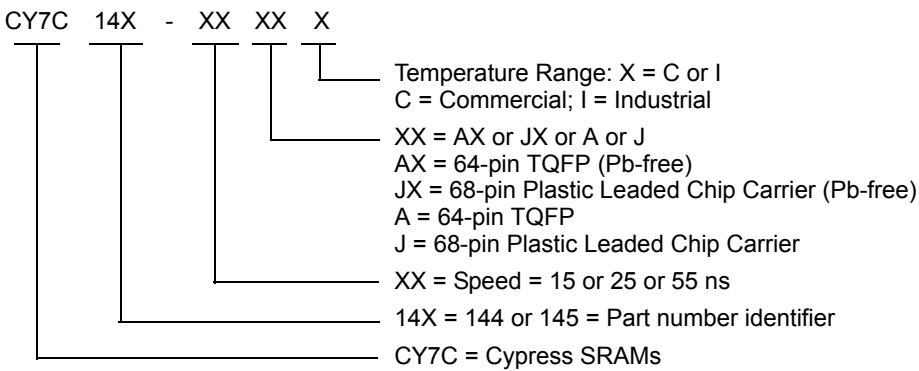 CY7C 14X - XX XX X
Temperature Range: X = C or I
C = Commercial; I = Industrial
XX = AX or JX or A or J
AX = 64-pin TQFP (Pb-free)
JX = 68-pin Plastic Leaded Chip Carrier (Pb-free)
A = 64-pin TQFP
J = 68-pin Plastic Leaded Chip Carrier
XX = Speed = 15 or 25 or 55 ns
14X = 144 or 145 = Part number identifier
CY7C = Cypress SRAMs